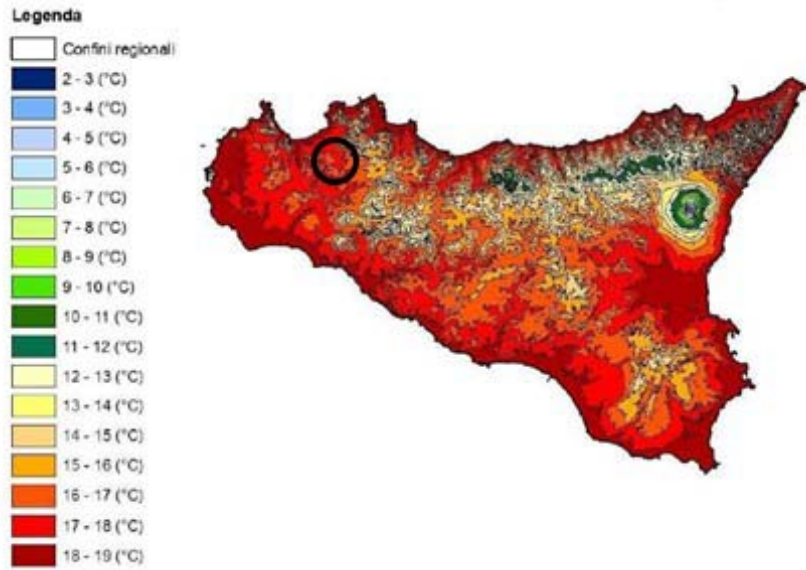 Legenda
Confini regionali
2 - 3 (°C)
3 - 4 (°C)
4 - 5 (°C)
5 - 6 (°C)
6 - 7 (°C)
7 - 8 (°C)
8 - 9 (°C)
9 - 10 (°C)
10 - 11 (°C)
11 - 12 (°C)
12 - 13 (°C)
13 - 14 (°C)
14 - 15 (°C)
15 - 16 (°C)
16 - 17 (°C)
17 - 18 (°C)
18 - 19 (°C)